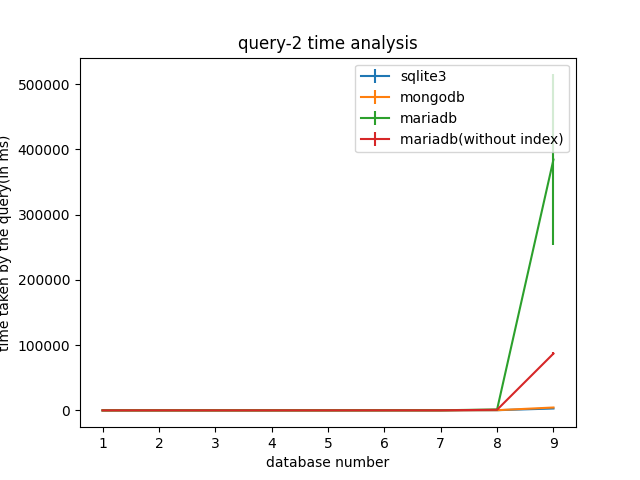 query-2 time analysis
sqlite3
mongodb
mariadb
mariadb(without index)
500000
400000
300000
200000
100000
0
time taken by the query(in ms)
1 2 3 4 5 6 7 8 9
database number